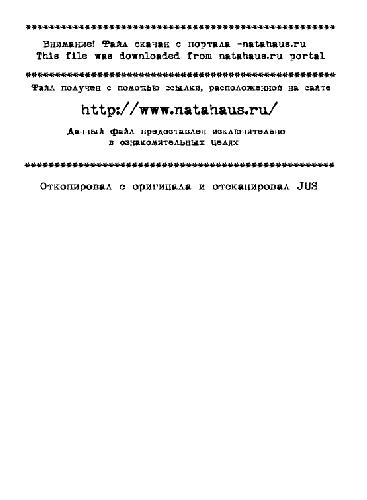 ****************************************************
Внимание! Файл скачан с портала -natahaus.ru
This file was downloaded from natahaus.ru portal
****************************************************
Файл получен с помощью ссылки, расположенной на сайте
http://www.natahaus.ru/
Данный файл предоставлен исключительно
в ознакомительных целях
****************************************************
Откопировал с оригинала и отсканировал JUS